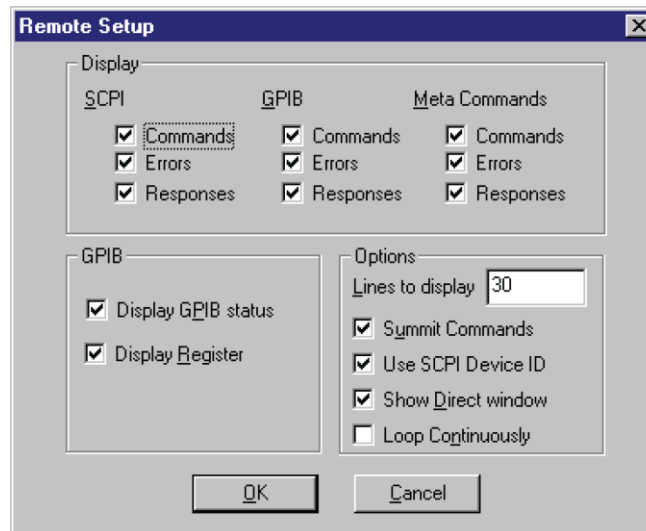 Remote Setup
Display
SCPI GPIB Meta Commands
Commands Commands Commands
Errors Errors Errors
Responses Responses Responses
GPIB
Display GPIB status
Display Register
Options
Lines to display 30
Summit Commands
Use SCPI Device ID
Show Direct window
Loop Continuously
OK Cancel